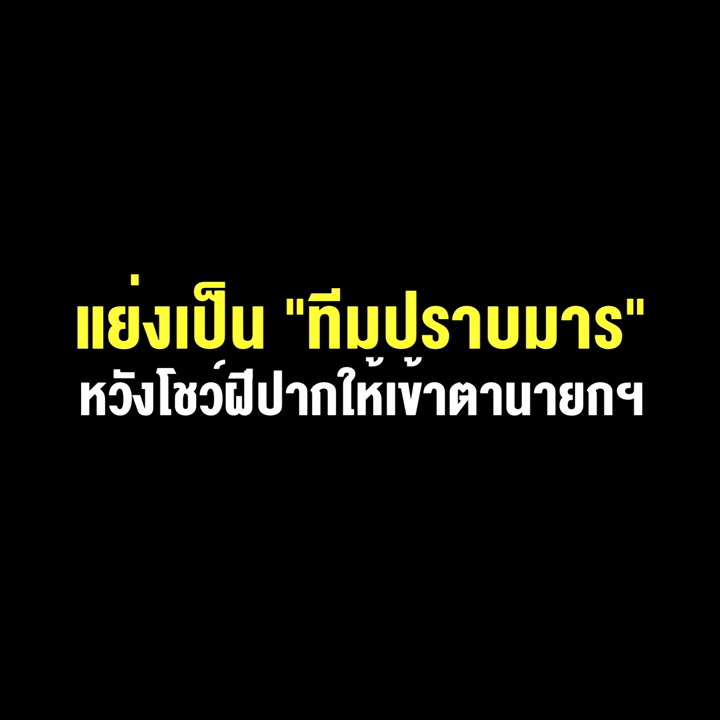 แย่งเป็น "ทีมปราบมาร"
หวังโชว์ฝีปากให้เข้าตานายกฯ